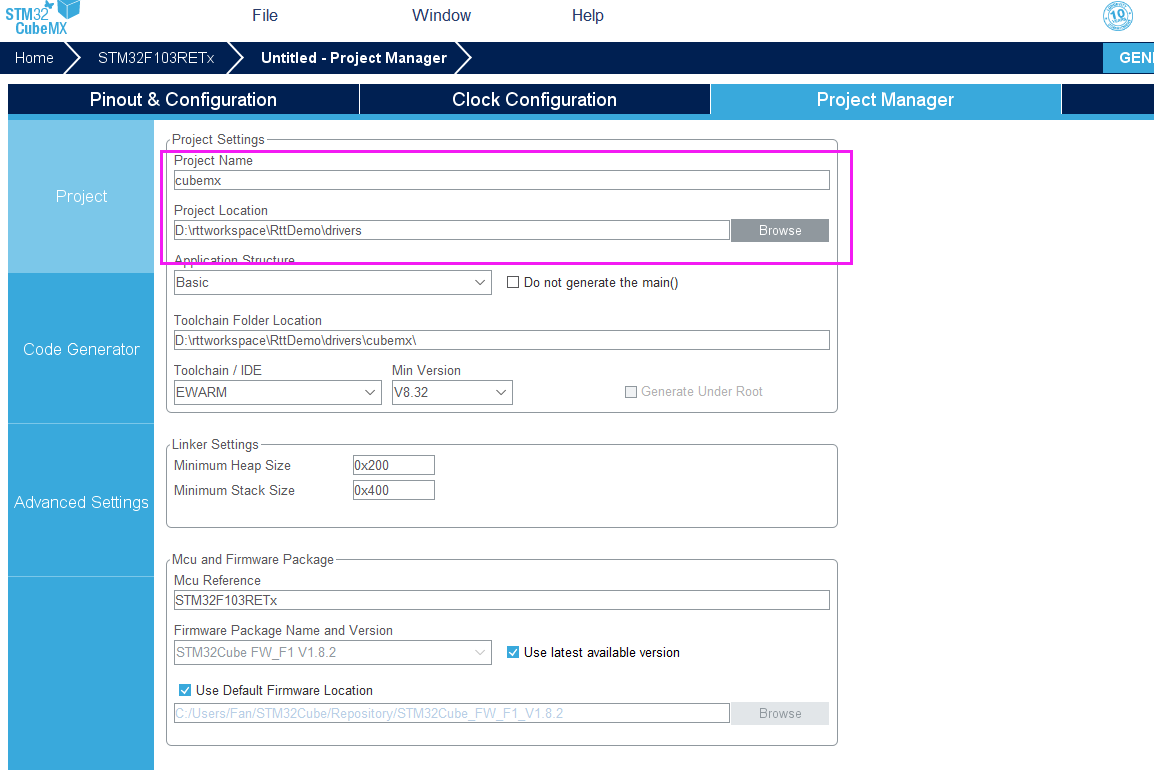 STM32
CubeMX
File
Window
Help
10
Home
STM32F103RETx
Untitled - Project Manager
GEN
Pinout & Configuration
Clock Configuration
Project Manager
Project
Code Generator
Advanced Settings
Project Settings
Project Name
cubemx
Project Location
D:\rttworkspace\RttDemo\drivers
Browse
Application Structure
Basic
Do not generate the main()
Toolchain Folder Location
D:\rttworkspace\RttDemo\drivers\cubemx\
Toolchain / IDE
Min Version
EWARM
V8.32
Generate Under Root
Linker Settings
Minimum Heap Size
0x200
Minimum Stack Size
0x400
Mcu and Firmware Package
Mcu Reference
STM32F103RETx
Firmware Package Name and Version
STM32Cube FW_F1 V1.8.2
Use latest available version
Use Default Firmware Location
C:/Users/Fan/STM32Cube/Repository/STM32Cube_FW_F1_V1.8.2
Browse